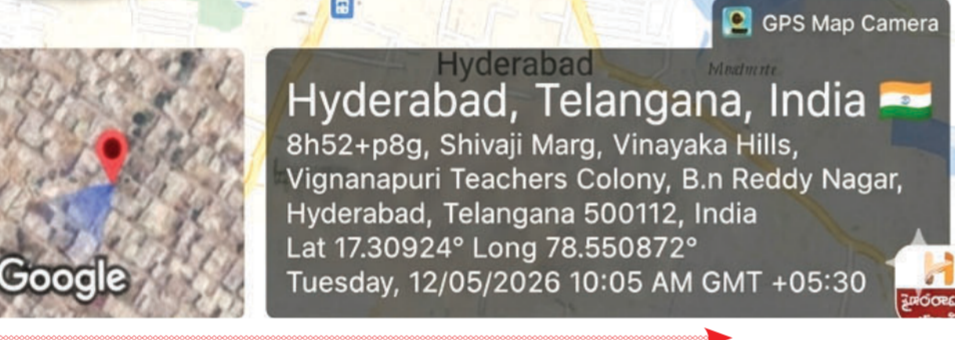 GPS Map Camera
Hyderabad
Hyderabad, Telangana, India
8h52+p8g, Shivaji Marg, Vinayaka Hills,
Vignanapuri Teachers Colony, B.n Reddy Nagar,
Hyderabad, Telangana 500112, India
Lat 17.30924° Long 78.550872°
Tuesday, 12/05/2026 10:05 AM GMT +05:30
Google
H